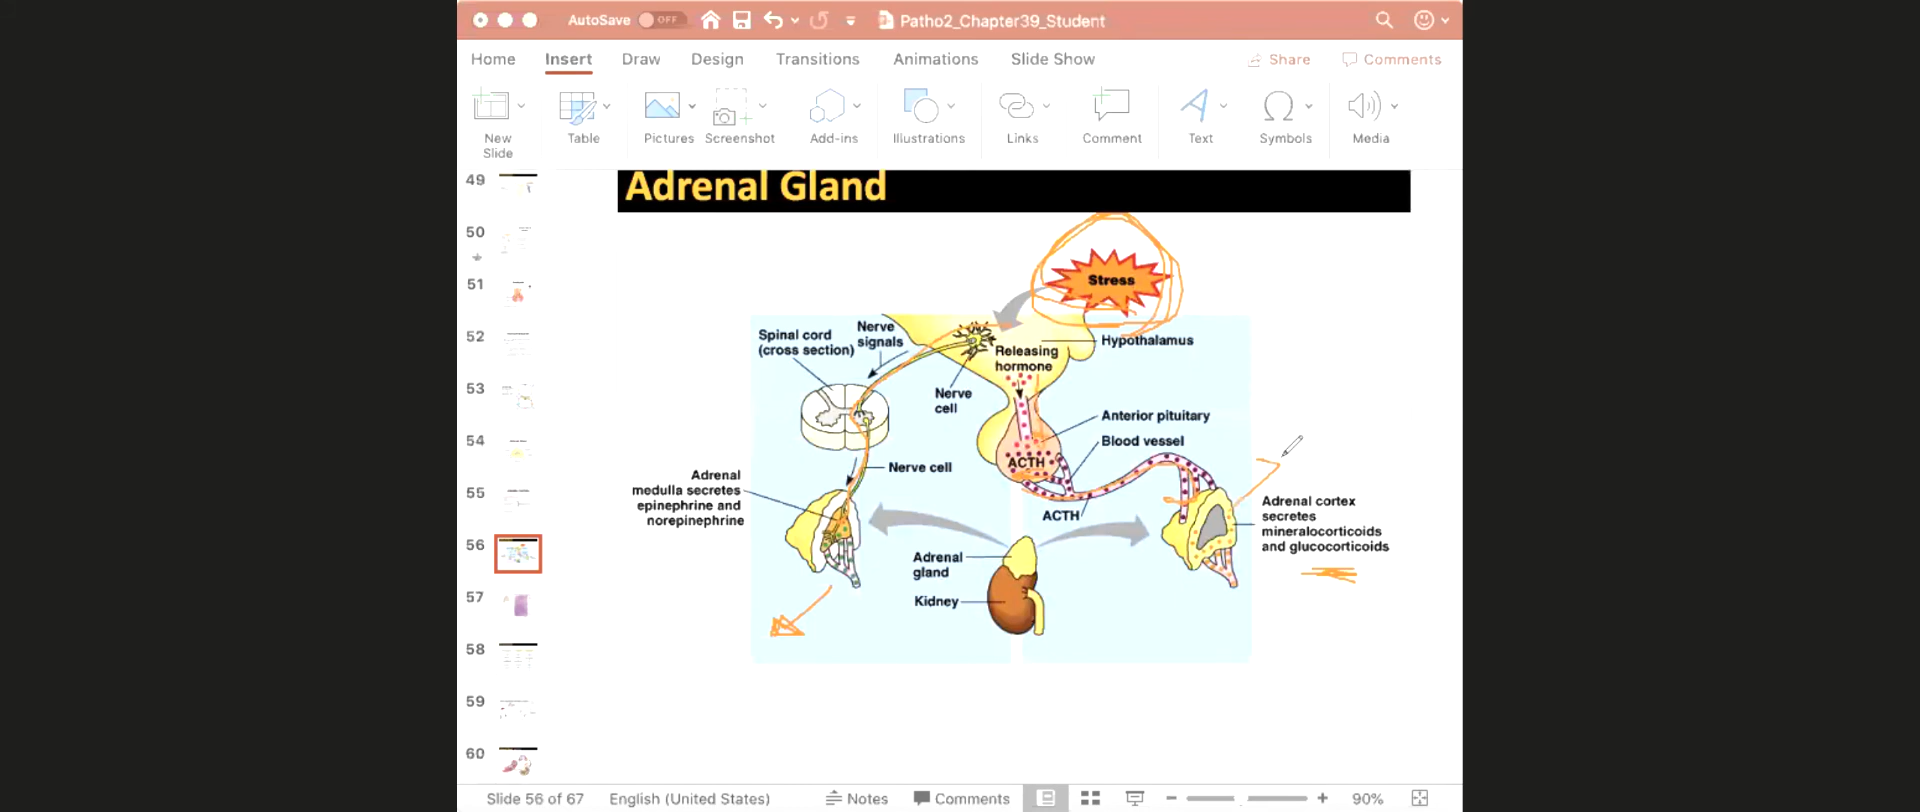 AutoSave OFF
Patho2_Chapter39_Student
Home Insert Draw Design Transitions Animations Slide Show Share Comments
New
Slide
Table
Pictures
Screenshot
Add-ins
Illustrations
Links
Comment
Text
Symbols
Media
49
50
51
52
53
54
55
56
57
58
59
60
Adrenal Gland
Stress
Spinal cord
(cross section)
Nerve
signals
Releasing
hormone
Hypothalamus
Nerve
cell
Anterior pituitary
Blood vessel
ACTH
Nerve cell
Adrenal
medulla secretes
epinephrine and
norepinephrine
ACTH
Adrenal cortex
secretes
mineralocorticoids
and glucocorticoids
Adrenal
gland
Kidney
Slide 56 of 67 English (United States) Notes Comments 90%